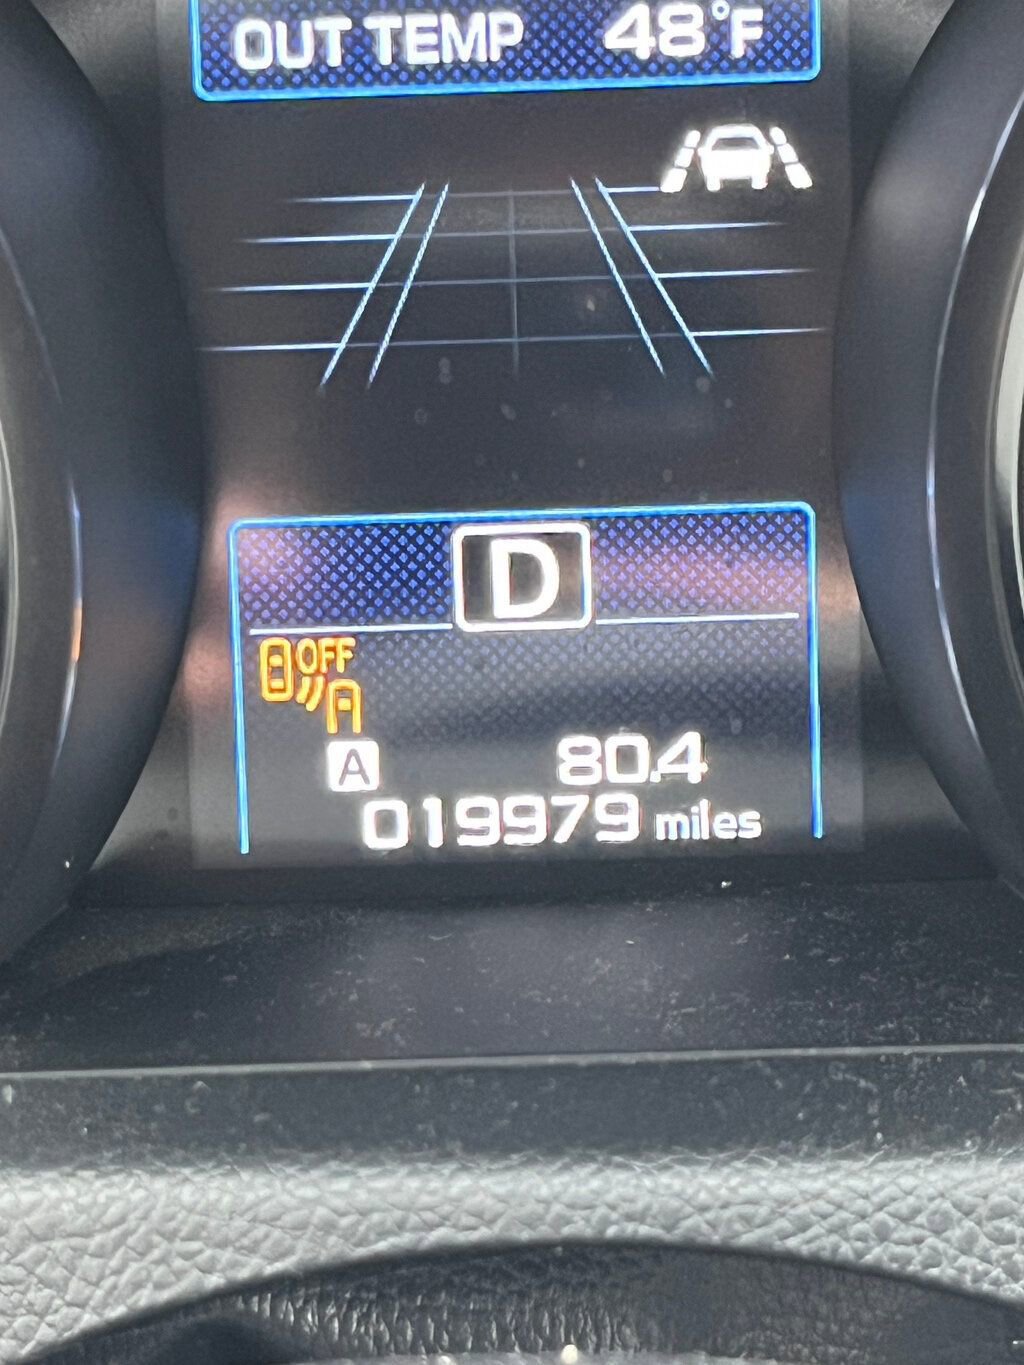 OUT TEMP 48°F
D
OFF
A 80.4
019979 miles